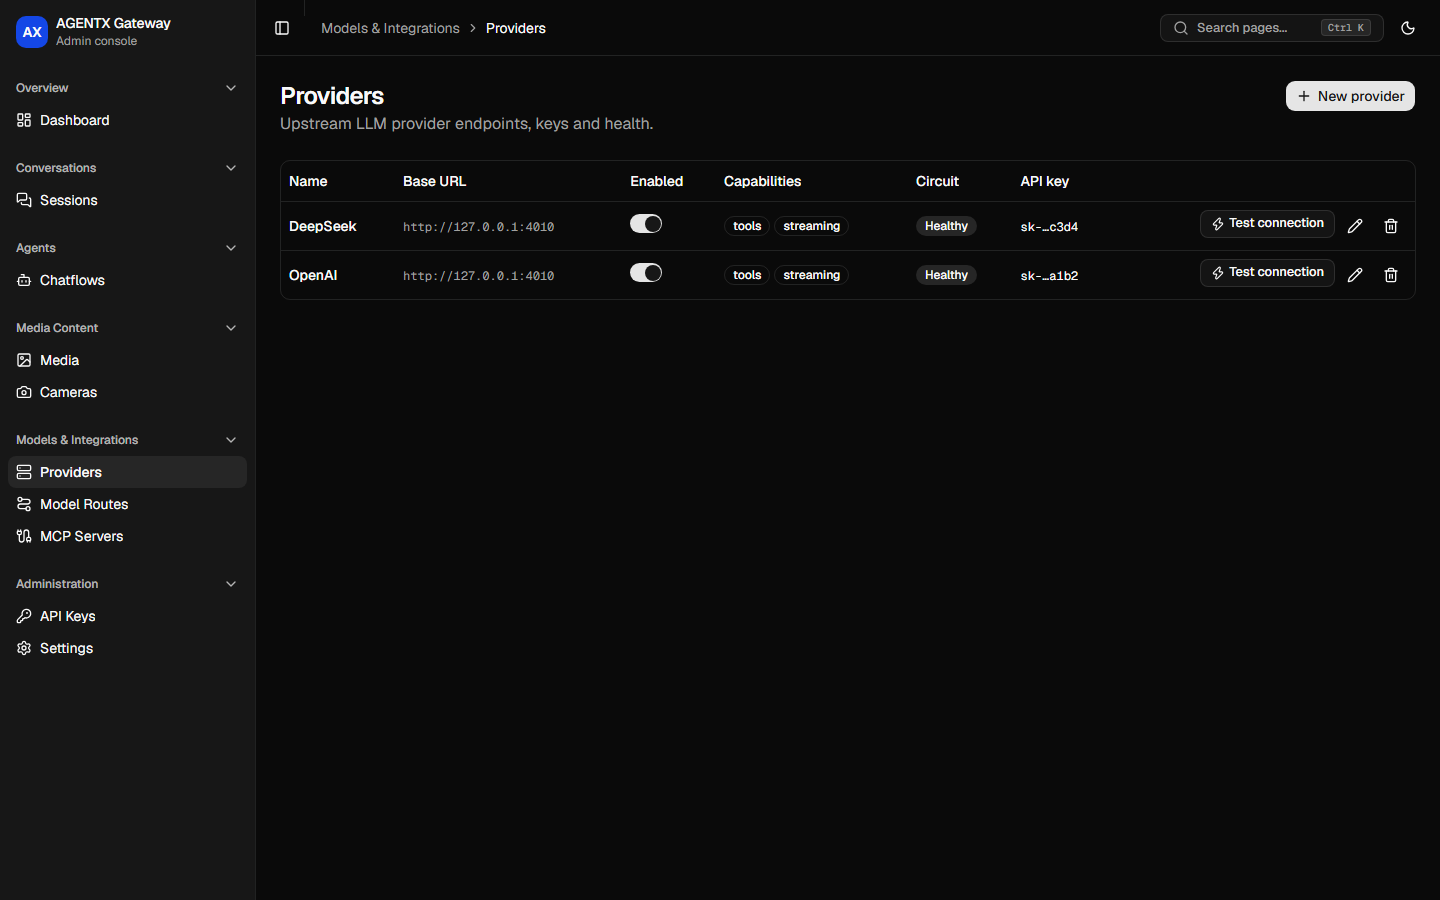 AX
AGENTX Gateway
Admin console
Overview
Dashboard
Conversations
Sessions
Agents
Chatflows
Media Content
Media
Cameras
Models & Integrations
Providers
Model Routes
MCP Servers
Administration
API Keys
Settings
Models & Integrations > Providers
Search pages... Ctrl K
Providers
Upstream LLM provider endpoints, keys and health.
+ New provider
Name Base URL Enabled Capabilities Circuit API key
DeepSeek http://127.0.0.1:4010 tools streaming Healthy sk-…c3d4 Test connection
OpenAI http://127.0.0.1:4010 tools streaming Healthy sk-…a1b2 Test connection